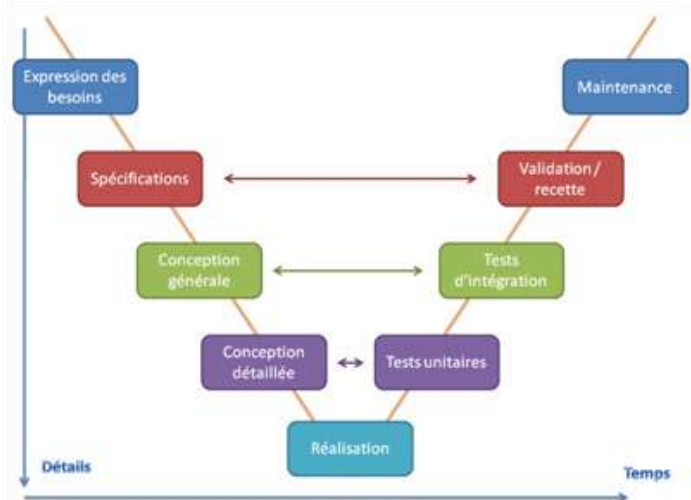 Expression des
besoins
Maintenance
Spécifications
Validation /
recette
Conception
générale
Tests
d'intégration
Conception
détaillée
Tests unitaires
Réalisation
Détails
Temps